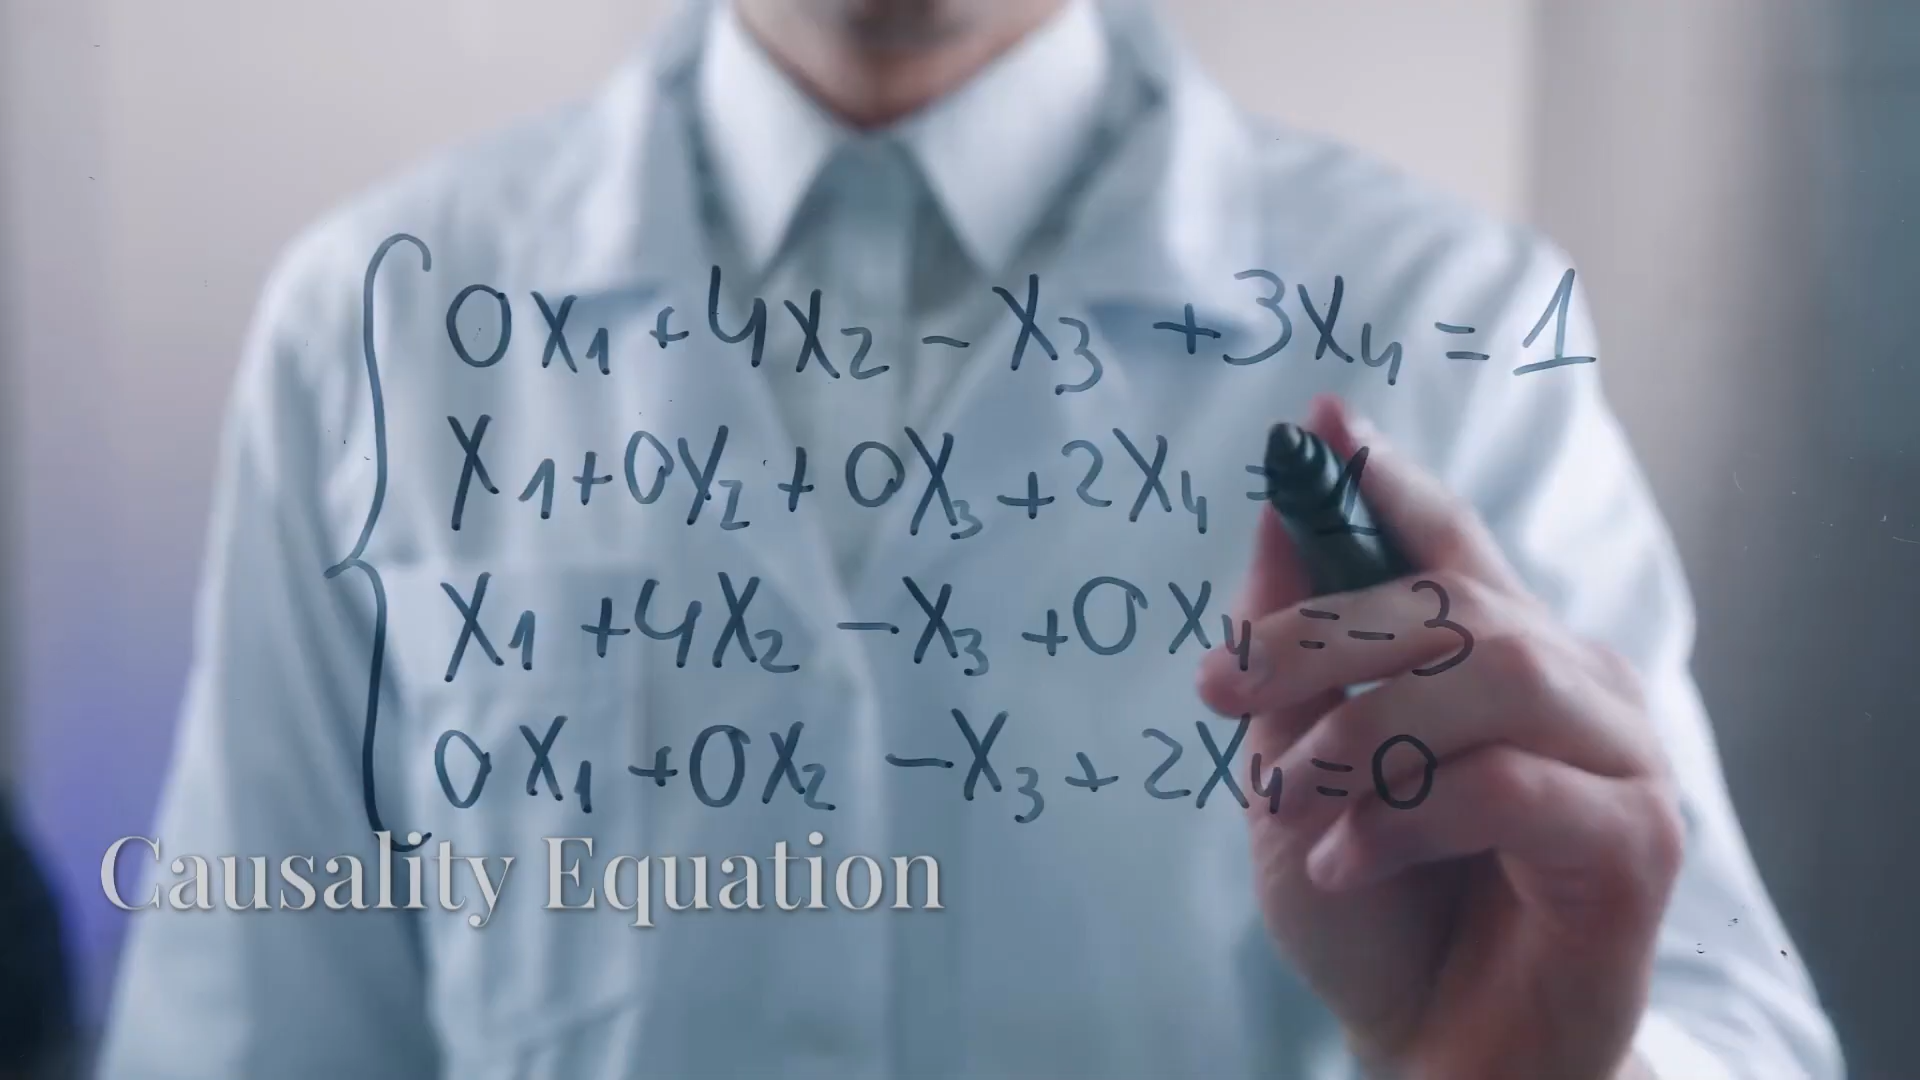 0x₁ + 4x₂ - x₃ + 3x₄ = 1
x₁ + 0x₂ + 0x₃ + 2x₄ = 1
x₁ + 4x₂ - x₃ + 0x₄ = -3
0x₁ + 0x₂ - x₃ + 2x₄ = 0
Causality Equation